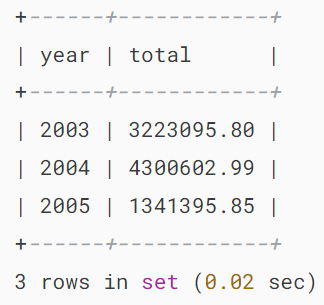 +------+------------+
| year | total      |
+------+------------+
| 2003 | 3223095.80 |
| 2004 | 4300602.99 |
| 2005 | 1341395.85 |
+------+------------+
3 rows in set (0.02 sec)